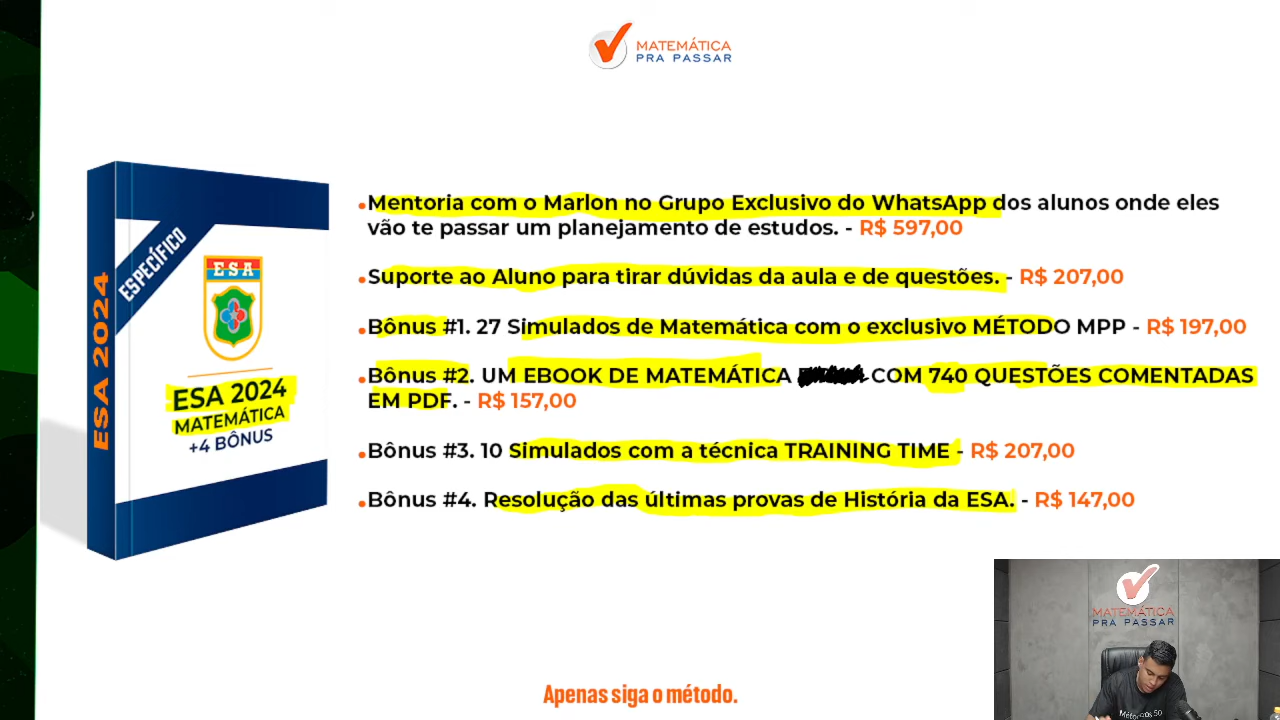 MATEMÁTICA
PRA PASSAR
ESA 2024
ESPECÍFICO
ESA
ESA 2024
MATEMÁTICA
+4 BÔNUS
•Mentoria com o Marlon no Grupo Exclusivo do WhatsApp dos alunos onde eles
vão te passar um planejamento de estudos. - R$ 597,00
•Suporte ao Aluno para tirar dúvidas da aula e de questões. - R$ 207,00
•Bônus #1. 27 Simulados de Matemática com o exclusivo MÉTODO MPP - R$ 197,00
•Bônus #2. UM EBOOK DE MATEMÁTICA COM 740 QUESTÕES COMENTADAS
EM PDF. - R$ 157,00
•Bônus #3. 10 Simulados com a técnica TRAINING TIME - R$ 207,00
•Bônus #4. Resolução das últimas provas de História da ESA. - R$ 147,00
MATEMÁTICA
PRA PASSAR
Apenas siga o método.